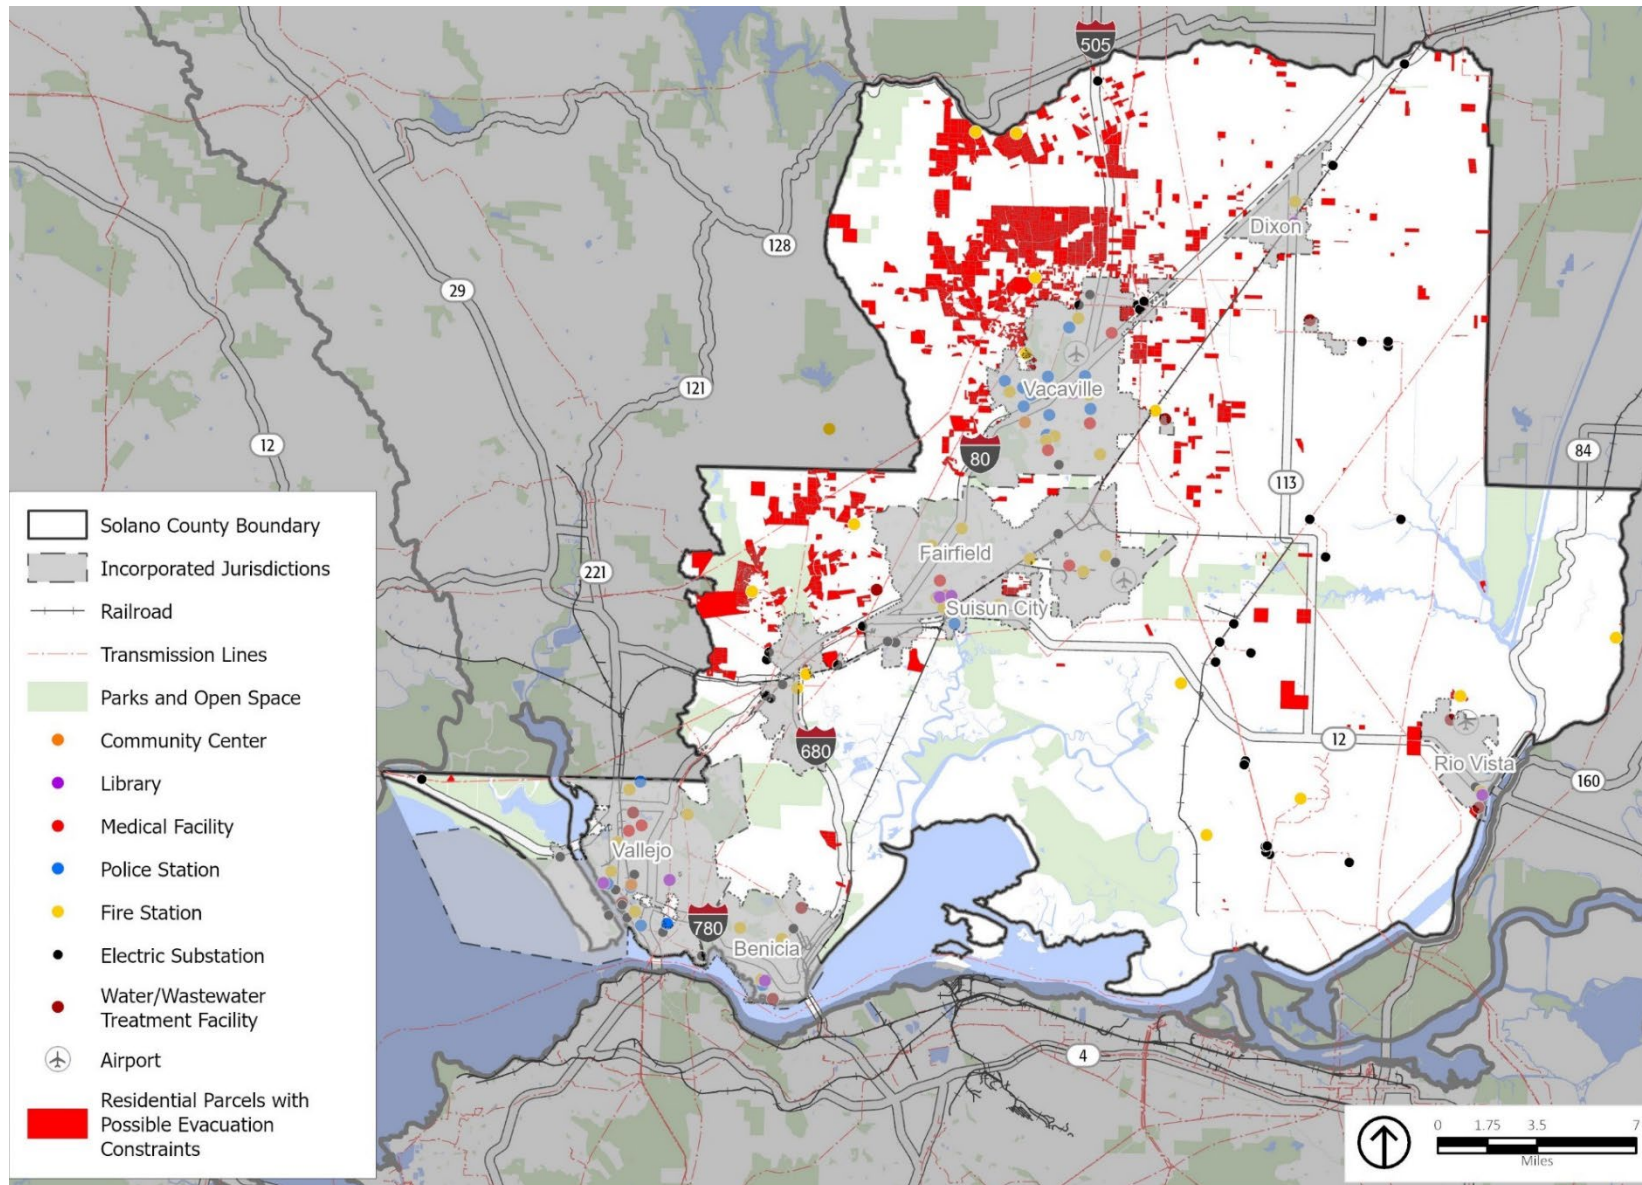 505
128
29
Dixon
121
12
Vacaville
80
84
113
Fairfield
Suisun City
221
680
12
Rio Vista
160
Vallejo
780
Benicia
4
Solano County Boundary
Incorporated Jurisdictions
Railroad
Transmission Lines
Parks and Open Space
Community Center
Library
Medical Facility
Police Station
Fire Station
Electric Substation
Water/Wastewater
Treatment Facility
Airport
Residential Parcels with
Possible Evacuation
Constraints
0 1.75 3.5 7
Miles